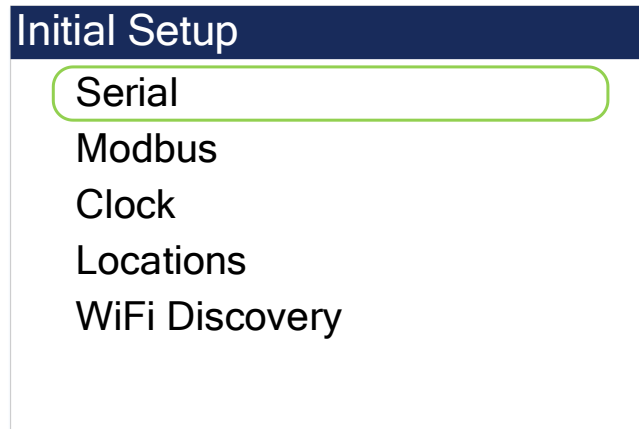 Initial Setup
Serial
Modbus
Clock
Locations
WiFi Discovery